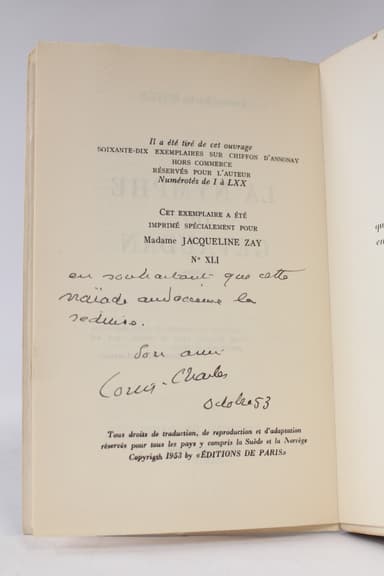 Il a été tiré de cet ouvrage
SOIXANTE-DIX EXEMPLAIRES SUR CHIFFON D'ANNONAY
HORS COMMERCE
RÉSERVÉS POUR L'AUTEUR
Numérotés de I à LXX
CET EXEMPLAIRE A ÉTÉ
IMPRIMÉ SPÉCIALEMENT POUR
Madame JACQUELINE ZAY
N° XLI
en souhaitant que cette
naïade audacieuse la
séduise.
Son ami
Louis-Charles
Octobre 53
Tous droits de traduction, de reproduction et d'adaptation
réservés pour tous les pays y compris la Suède et la Norvège
Copyrigth 1953 by «ÉDITIONS DE PARIS»